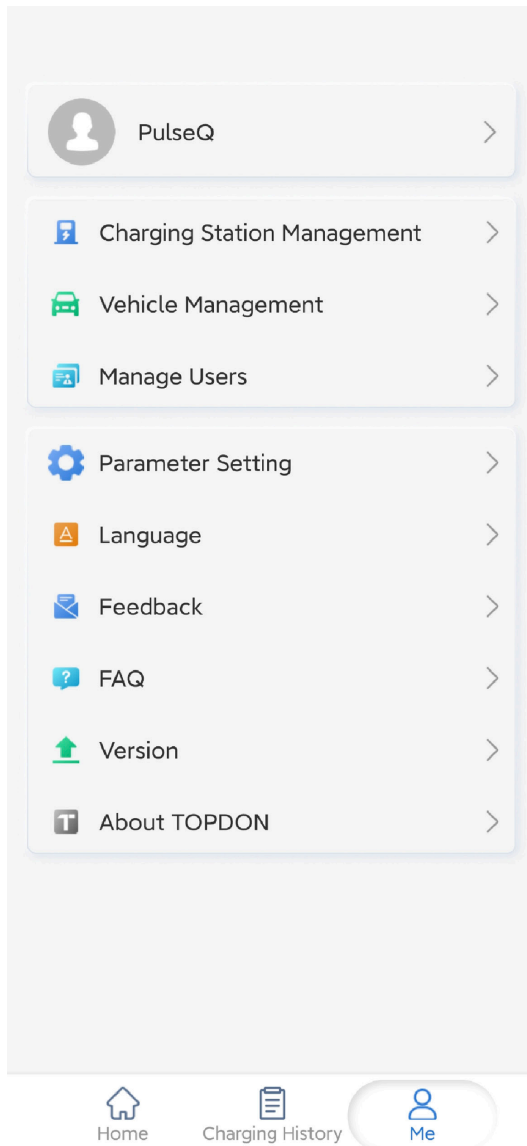 PulseQ
Charging Station Management
Vehicle Management
Manage Users
Parameter Setting
A
Language
Feedback
?
FAQ
Version
T
About TOPDON
Home
Charging History
Me